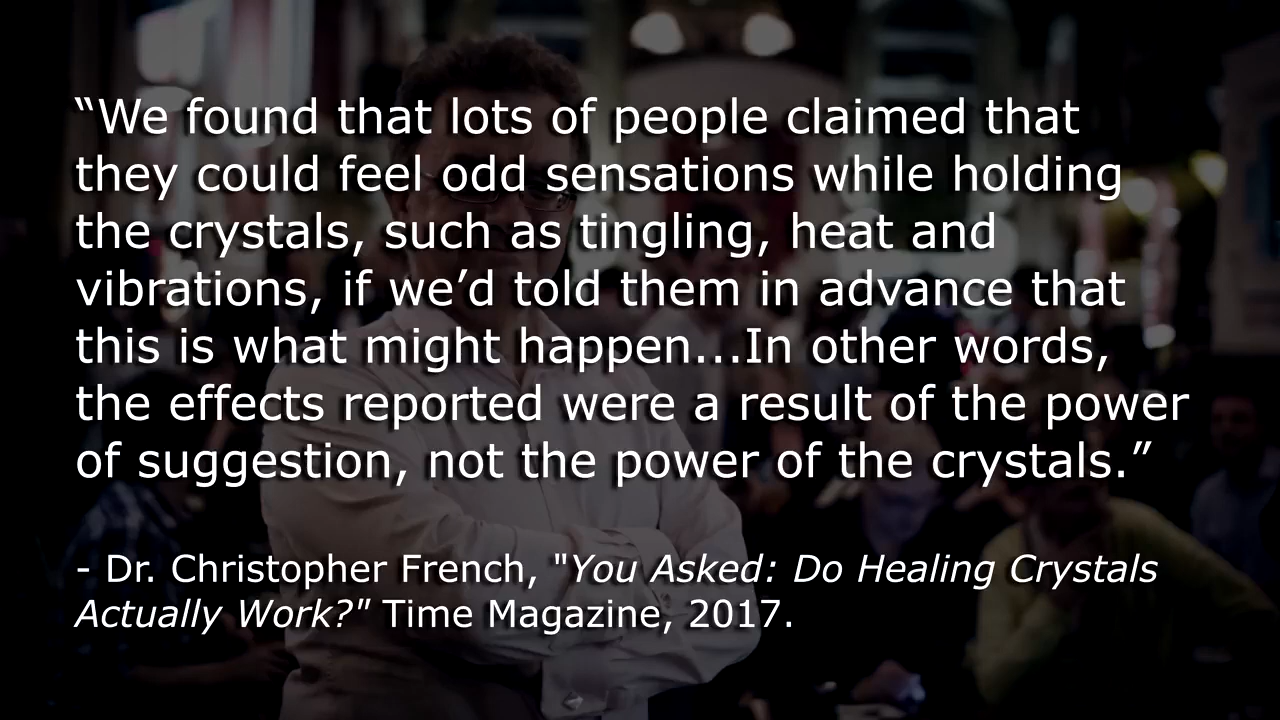 “We found that lots of people claimed that
they could feel odd sensations while holding
the crystals, such as tingling, heat and
vibrations, if we’d told them in advance that
this is what might happen...In other words,
the effects reported were a result of the power
of suggestion, not the power of the crystals.”
- Dr. Christopher French, "You Asked: Do Healing Crystals
Actually Work?" Time Magazine, 2017.